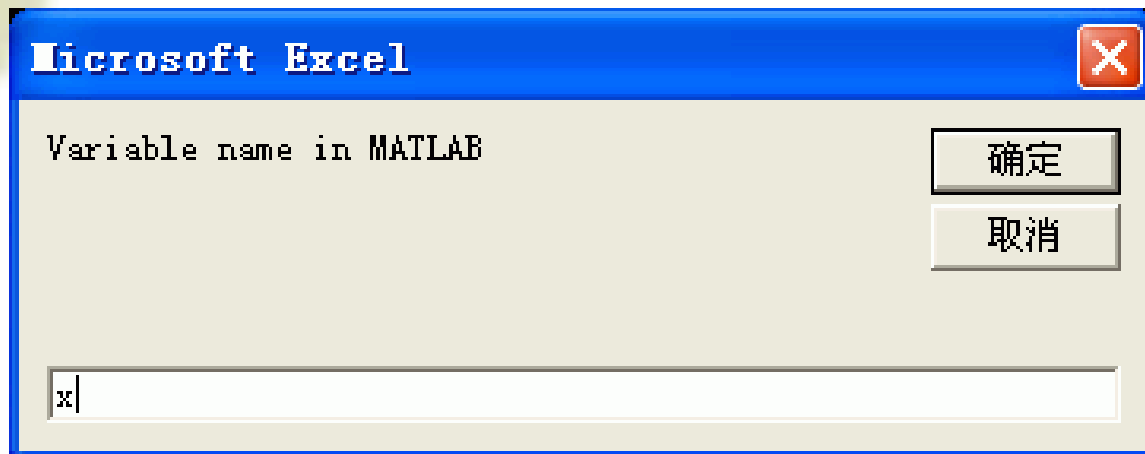 Microsoft Excel
Variable name in MATLAB
确定
取消
x